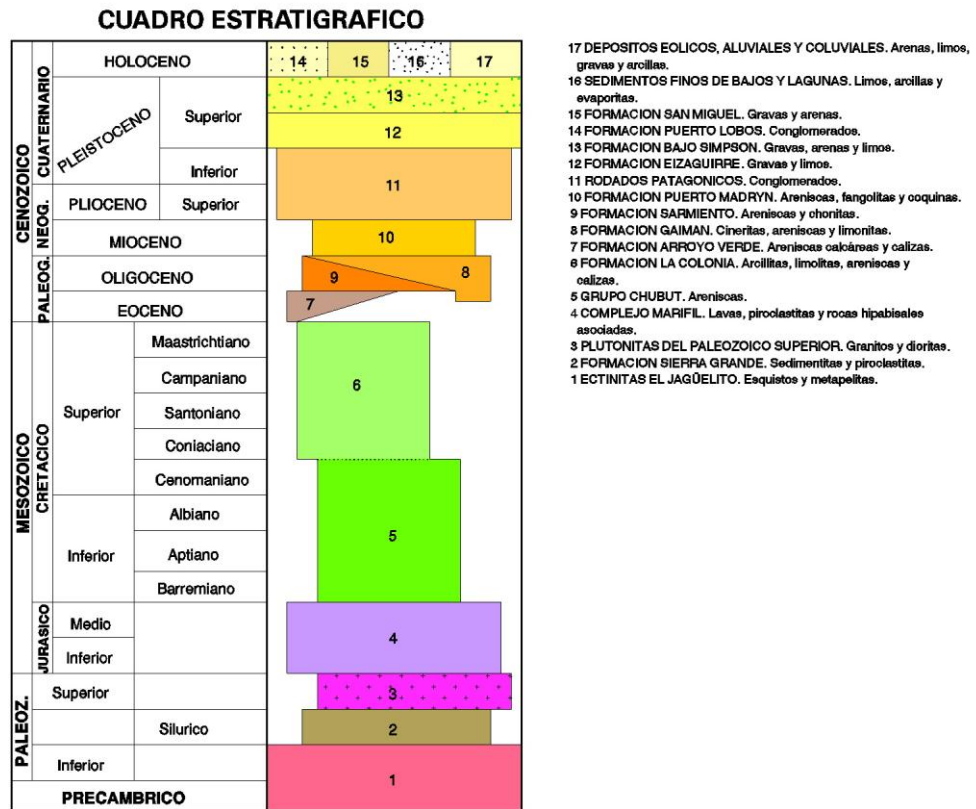 CUADRO ESTRATIGRAFICO
CENOZOICO
CUATERNARIO
HOLOCENO
14 15 16 17
PLEISTOCENO
Superior
13
12
Inferior
11
NEOG.
PLIOCENO
Superior
MIOCENO
10
PALEOG.
OLIGOCENO
9 8
EOCENO
7
MESOZOICO
CRETACICO
Superior
Maastrichtiano
Campaniano
6
Santoniano
Coniaciano
Cenomaniano
Inferior
Albiano
Aptiano
5
Barremiano
JURASICO
Medio
4
Inferior
PALEOZ.
Superior
3
Silurico
2
Inferior
1
PRECAMBRICO
17 DEPOSITOS EOLICOS, ALUVIALES Y COLUVIALES. Arenas, limos,
gravas y arcillas.
16 SEDIMENTOS FINOS DE BAJOS Y LAGUNAS. Limos, arcillas y
evaporitas.
15 FORMACION SAN MIGUEL. Gravas y arenas.
14 FORMACION PUERTO LOBOS. Conglomerados.
13 FORMACION BAJO SIMPSON. Gravas, arenas y limos.
12 FORMACION EIZAGUIRRE. Gravas y limos.
11 RODADOS PATAGONICOS. Conglomerados.
10 FORMACION PUERTO MADRYN. Areniscas, fangolitas y coquinas.
9 FORMACION SARMIENTO. Areniscas y chonitas.
8 FORMACION GAIMAN. Cineritas, areniscas y limonitas.
7 FORMACION ARROYO VERDE. Areniscas calcáreas y calizas.
6 FORMACION LA COLONIA. Arcillitas, limolitas, areniscas y
calizas.
5 GRUPO CHUBUT. Areniscas.
4 COMPLEJO MARIFIL. Lavas, piroclastitas y rocas hipabisales
asociadas.
3 PLUTONITAS DEL PALEOZOICO SUPERIOR. Granitos y dioritas.
2 FORMACION SIERRA GRANDE. Sedimentitas y piroclastitas.
1 ECTINITAS EL JAGÜELITO. Esquistos y metapelitas.